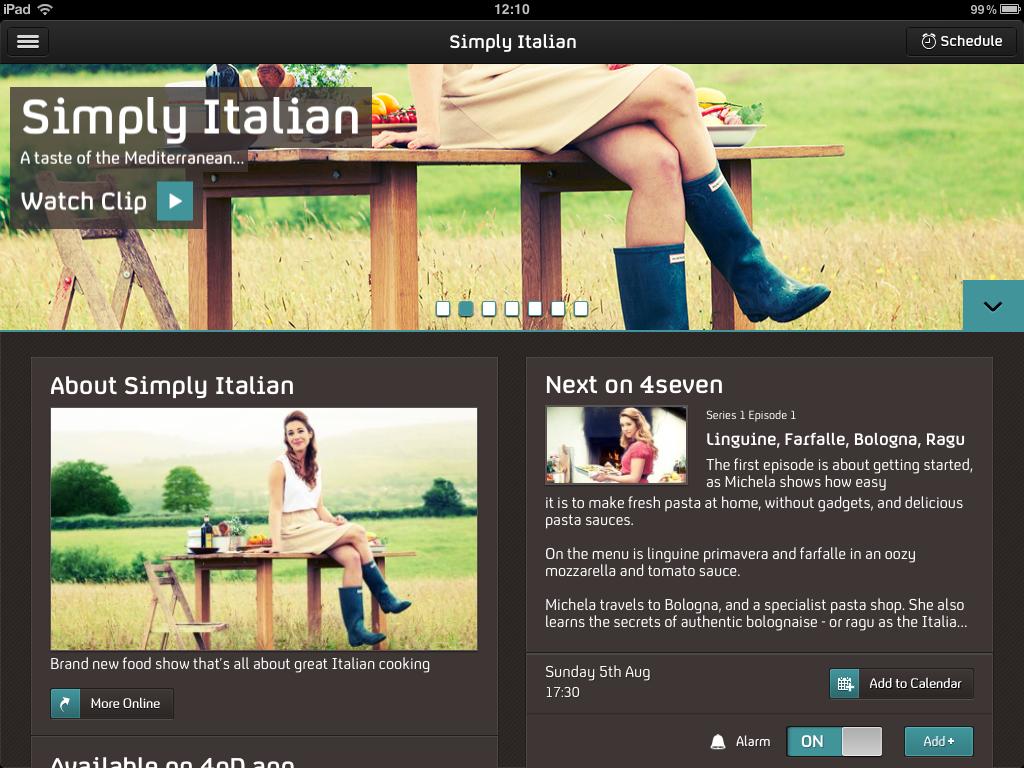 iPad 12:10 99%
Simply Italian
Schedule
Simply Italian
A taste of the Mediterranean...
Watch Clip
About Simply Italian
Brand new food show that's all about great Italian cooking
More Online
Available on 4oD app
Next on 4seven
Series 1 Episode 1
Linguine, Farfalle, Bologna, Ragu
The first episode is about getting started,
as Michela shows how easy
it is to make fresh pasta at home, without gadgets, and delicious
pasta sauces.
On the menu is linguine primavera and farfalle in an oozy
mozzarella and tomato sauce.
Michela travels to Bologna, and a specialist pasta shop. She also
learns the secrets of authentic bolognaise - or ragu as the Italia...
Sunday 5th Aug
17:30
Add to Calendar
Alarm ON Add+